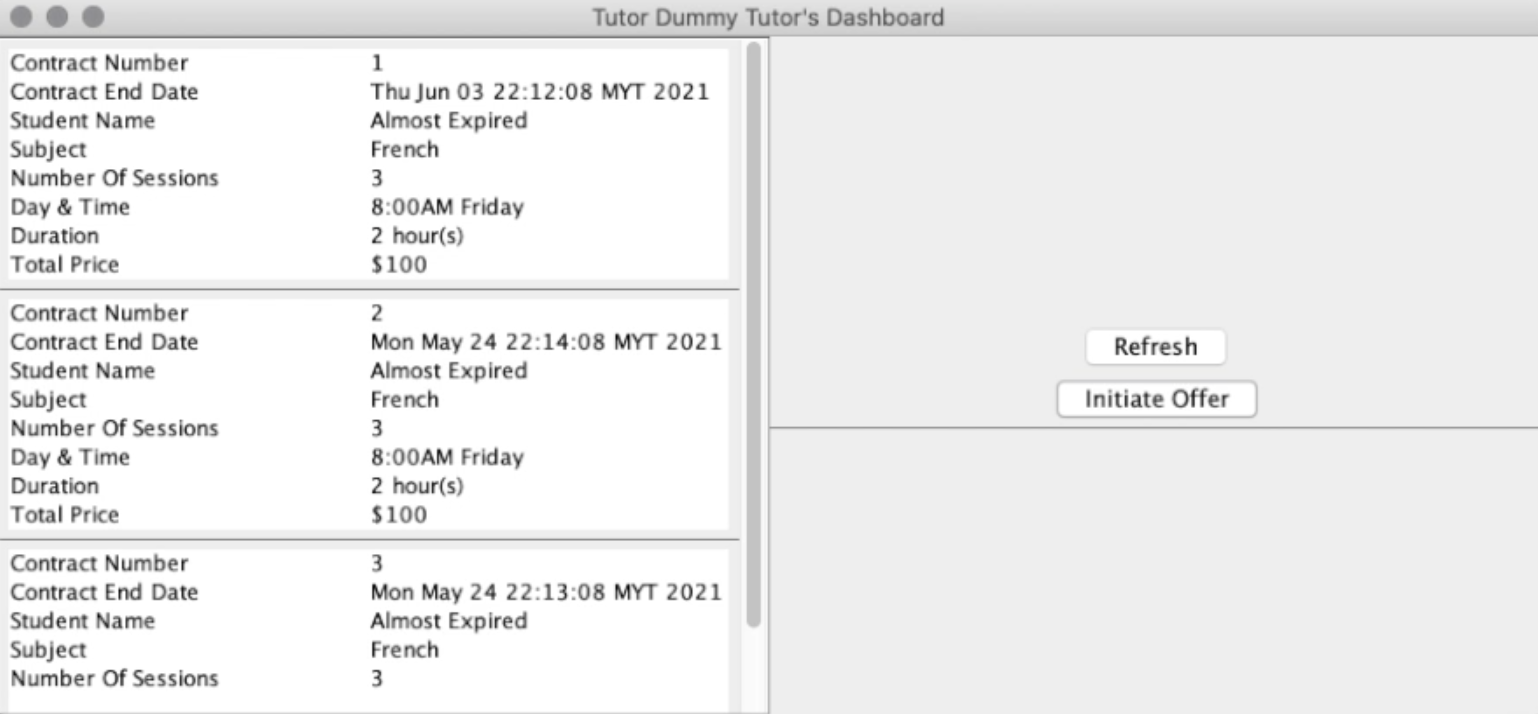 Tutor Dummy Tutor's Dashboard
Contract Number 1
Contract End Date Thu Jun 03 22:12:08 MYT 2021
Student Name Almost Expired
Subject French
Number Of Sessions 3
Day & Time 8:00AM Friday
Duration 2 hour(s)
Total Price $100
Contract Number 2
Contract End Date Mon May 24 22:14:08 MYT 2021
Student Name Almost Expired
Subject French
Number Of Sessions 3
Day & Time 8:00AM Friday
Duration 2 hour(s)
Total Price $100
Contract Number 3
Contract End Date Mon May 24 22:13:08 MYT 2021
Student Name Almost Expired
Subject French
Number Of Sessions 3
Refresh
Initiate Offer